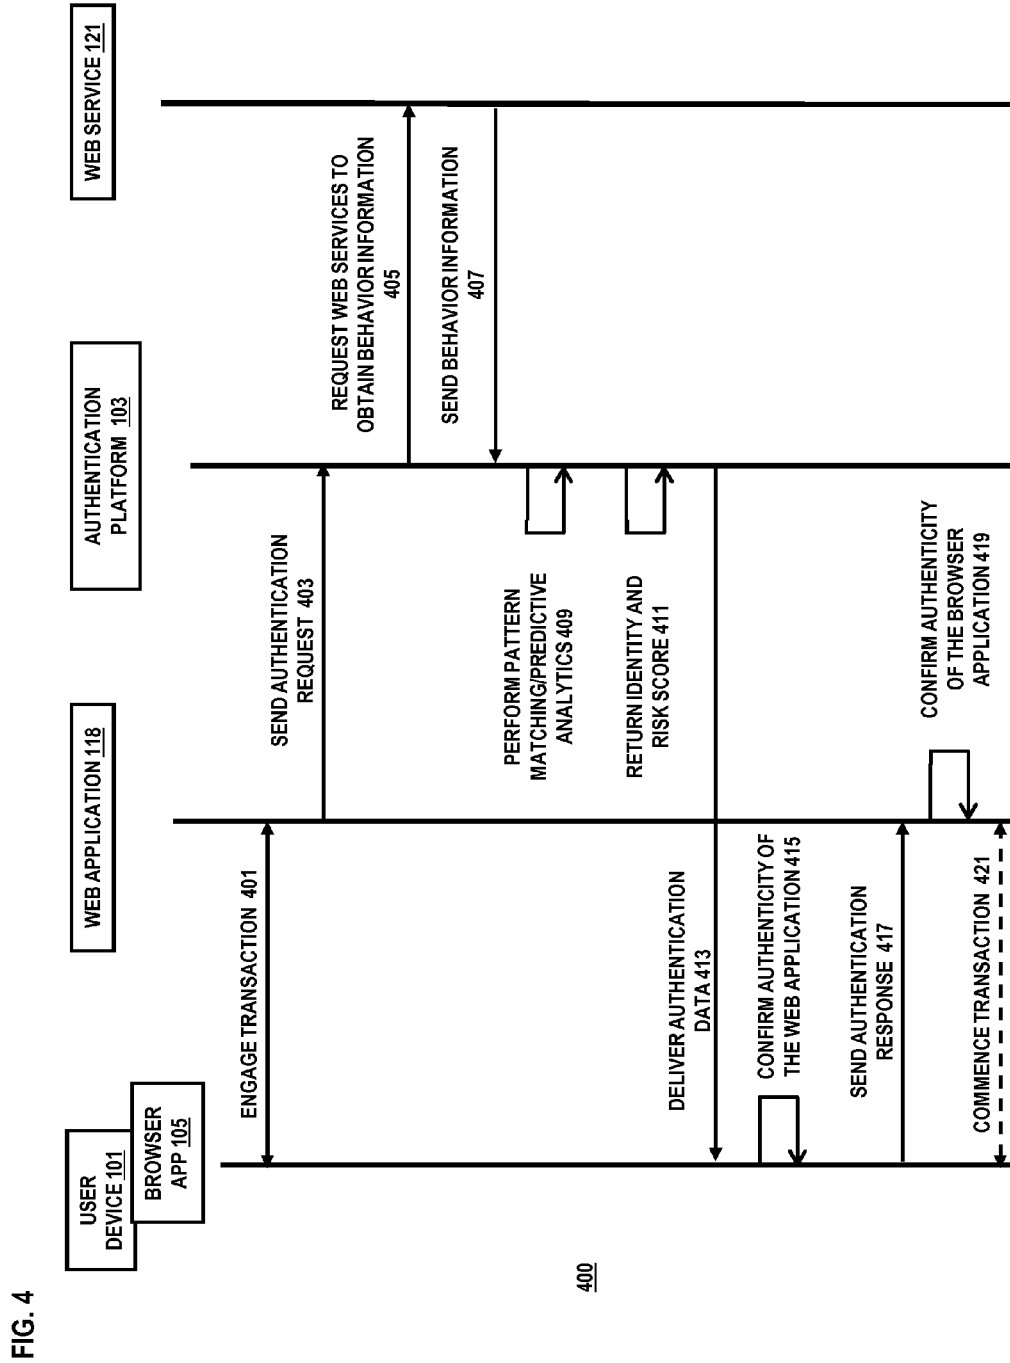 FIG. 4
400
USER
DEVICE 101
BROWSER
APP 105
WEB APPLICATION 118
AUTHENTICATION
PLATFORM 103
WEB SERVICE 121
ENGAGE TRANSACTION 401
SEND AUTHENTICATION
REQUEST 403
REQUEST WEB SERVICES TO
OBTAIN BEHAVIOR INFORMATION
405
SEND BEHAVIOR INFORMATION
407
PERFORM PATTERN
MATCHING/PREDICTIVE
ANALYTICS 409
RETURN IDENTITY AND
RISK SCORE 411
DELIVER AUTHENTICATION
DATA 413
CONFIRM AUTHENTICITY OF
THE WEB APPLICATION 415
SEND AUTHENTICATION
RESPONSE 417
CONFIRM AUTHENTICITY
OF THE BROWSER
APPLICATION 419
COMMENCE TRANSACTION 421